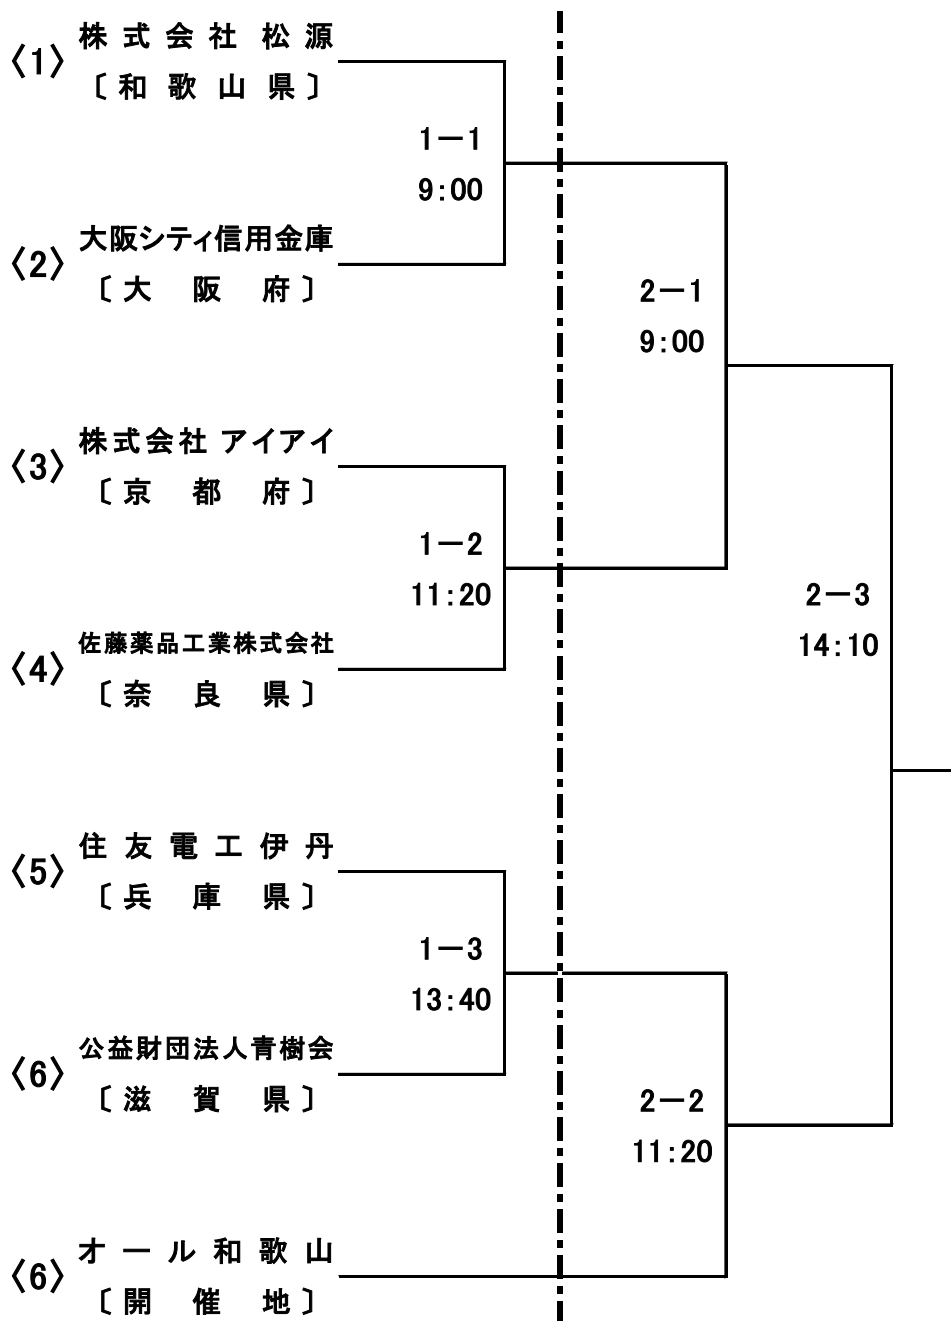 〈1〉 株式会社松源
〔和歌山県〕
1－1
9:00
〈2〉 大阪シティ信用金庫
〔大阪府〕
2－1
9:00
〈3〉 株式会社 アイアイ
〔京都府〕
1－2
11:20
〈4〉 佐藤薬品工業株式会社
〔奈良県〕
2－3
14:10
〈5〉 住友電工伊丹
〔兵庫県〕
1－3
13:40
〈6〉 公益財団法人青樹会
〔滋賀県〕
2－2
11:20
〈6〉 オール和歌山
〔開催地〕